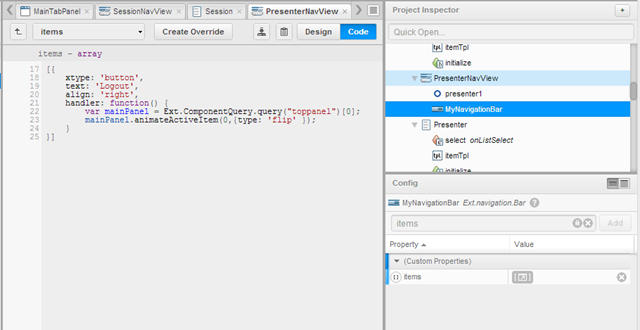 MainTabPanel
SessionNavView
Session
PresenterNavView
items
Create Override
Design
Code
items - array
17 [{
18 xtype: 'button',
19 text: 'Logout',
20 align: 'right',
21 handler: function() {
22 var mainPanel = Ext.ComponentQuery.query("toppanel")[0];
23 mainPanel.animateActiveItem(0,{type: 'flip' });
24 }
25 }]
Project Inspector
+
Quick Open...
tpl itemTpl
initialize
PresenterNavView
presenter1
MyNavigationBar
Presenter
select onListSelect
tpl itemTpl
initialize
Config
MyNavigationBar Ext.navigation.Bar ?
items
Add
Property
Value
(Custom Properties)
items